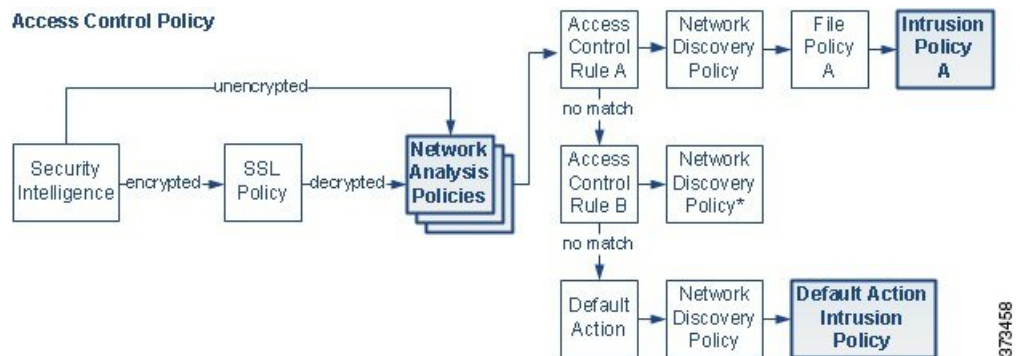 Access Control Policy
unencrypted
Security
Intelligence
encrypted
SSL
Policy
decrypted
Network
Analysis
Policies
Access
Control
Rule A
Network
Discovery
Policy
File
Policy
A
Intrusion
Policy
A
no match
Access
Control
Rule B
Network
Discovery
Policy*
no match
Default
Action
Network
Discovery
Policy
Default Action
Intrusion
Policy
373458